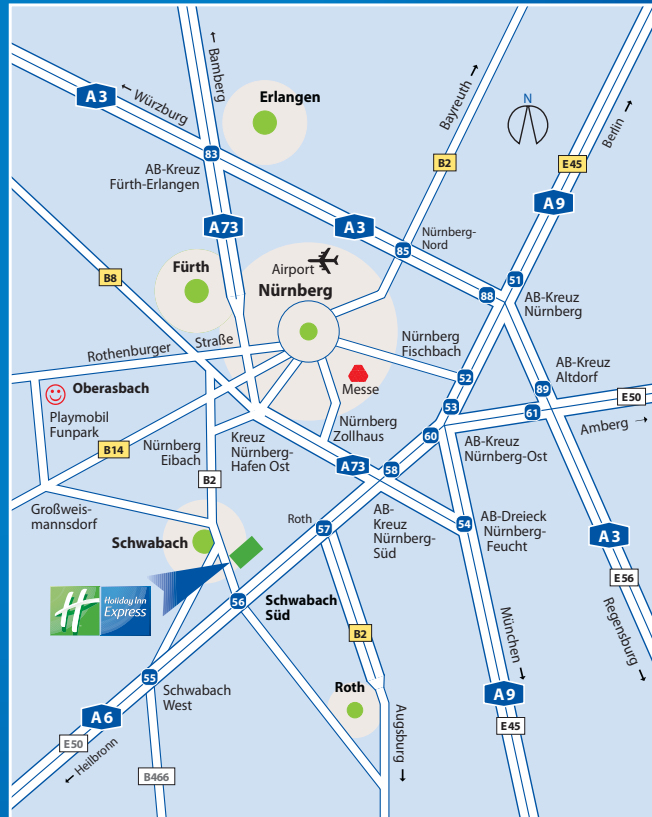 Bamberg
A3
Würzburg
Erlangen
83
AB-Kreuz
Fürth-Erlangen
A73
A3
Bayreuth
B2
N
Berlin
E45
A9
Nürnberg-
Nord
85
51
88
AB-Kreuz
Nürnberg
B8
Fürth
Airport
Nürnberg
Rothenburger
Straße
Nürnberg
Fischbach
52
Messe
AB-Kreuz
Altdorf
89
E50
61
Amberg
53
60
AB-Kreuz
Nürnberg-Ost
Oberasbach
Playmobil
Funpark
B14
Nürnberg
Eibach
B2
Kreuz
Nürnberg-
Hafen Ost
Nürnberg
Zollhaus
A73
58
AB-
Kreuz
Nürnberg-
Süd
54
AB-Dreieck
Nürnberg-
Feucht
A3
E56
Regensburg
Großweis-
mannsdorf
Schwabach
Roth
57
Holiday Inn
Express
H
56
Schwabach
Süd
B2
München
A9
E45
55
Schwabach
West
A6
E50
Heilbronn
B466
Roth
Augsburg